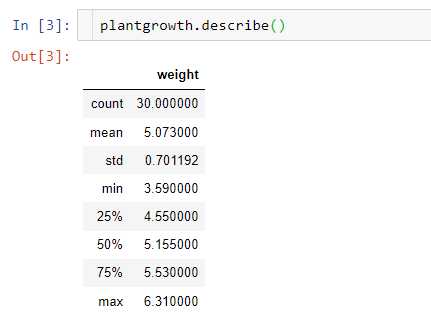 In [3]: plantgrowth.describe()
Out[3]:
weight
count 30.000000
mean 5.073000
std 0.701192
min 3.590000
25% 4.550000
50% 5.155000
75% 5.530000
max 6.310000